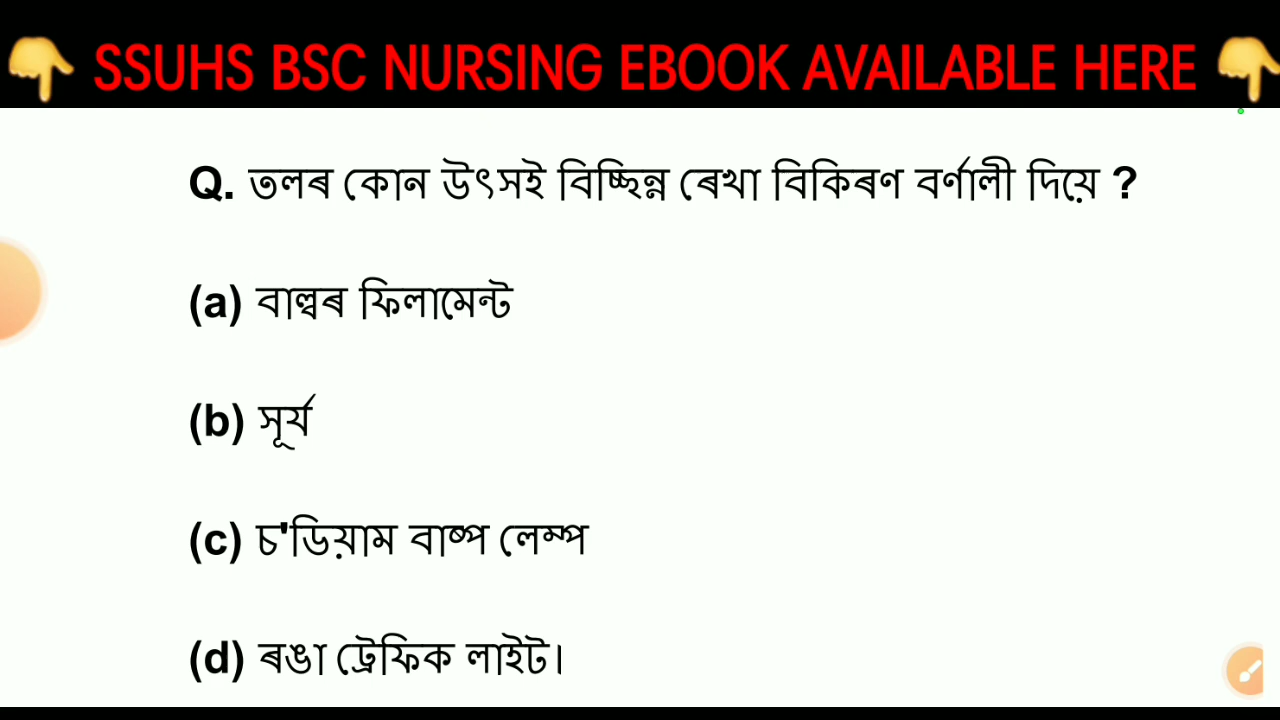 👇 SSUHS BSC NURSING EBOOK AVAILABLE HERE 👇
Q. তলৰ কোন উৎসই বিচ্ছিন্ন ৰেখা বিকিৰণ বৰ্ণালী দিয়ে ?
(a) বাল্বৰ ফিলামেন্ট
(b) সূৰ্য
(c) চ'ডিয়াম বাষ্প লেম্প
(d) ৰঙা ট্ৰেফিক লাইট।